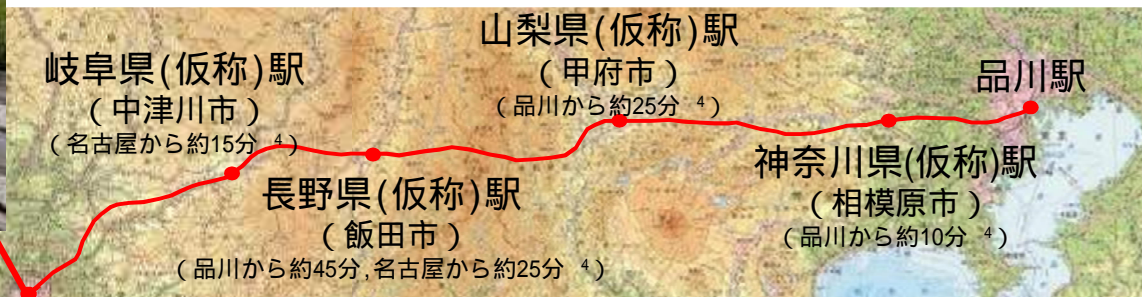 岐阜県(仮称)駅
（中津川市）
（名古屋から約15分 4）
長野県(仮称)駅
（飯田市）
（品川から約45分,名古屋から約25分 4）
山梨県(仮称)駅
（甲府市）
（品川から約25分 4）
神奈川県(仮称)駅
（相模原市）
（品川から約10分 4）
品川駅